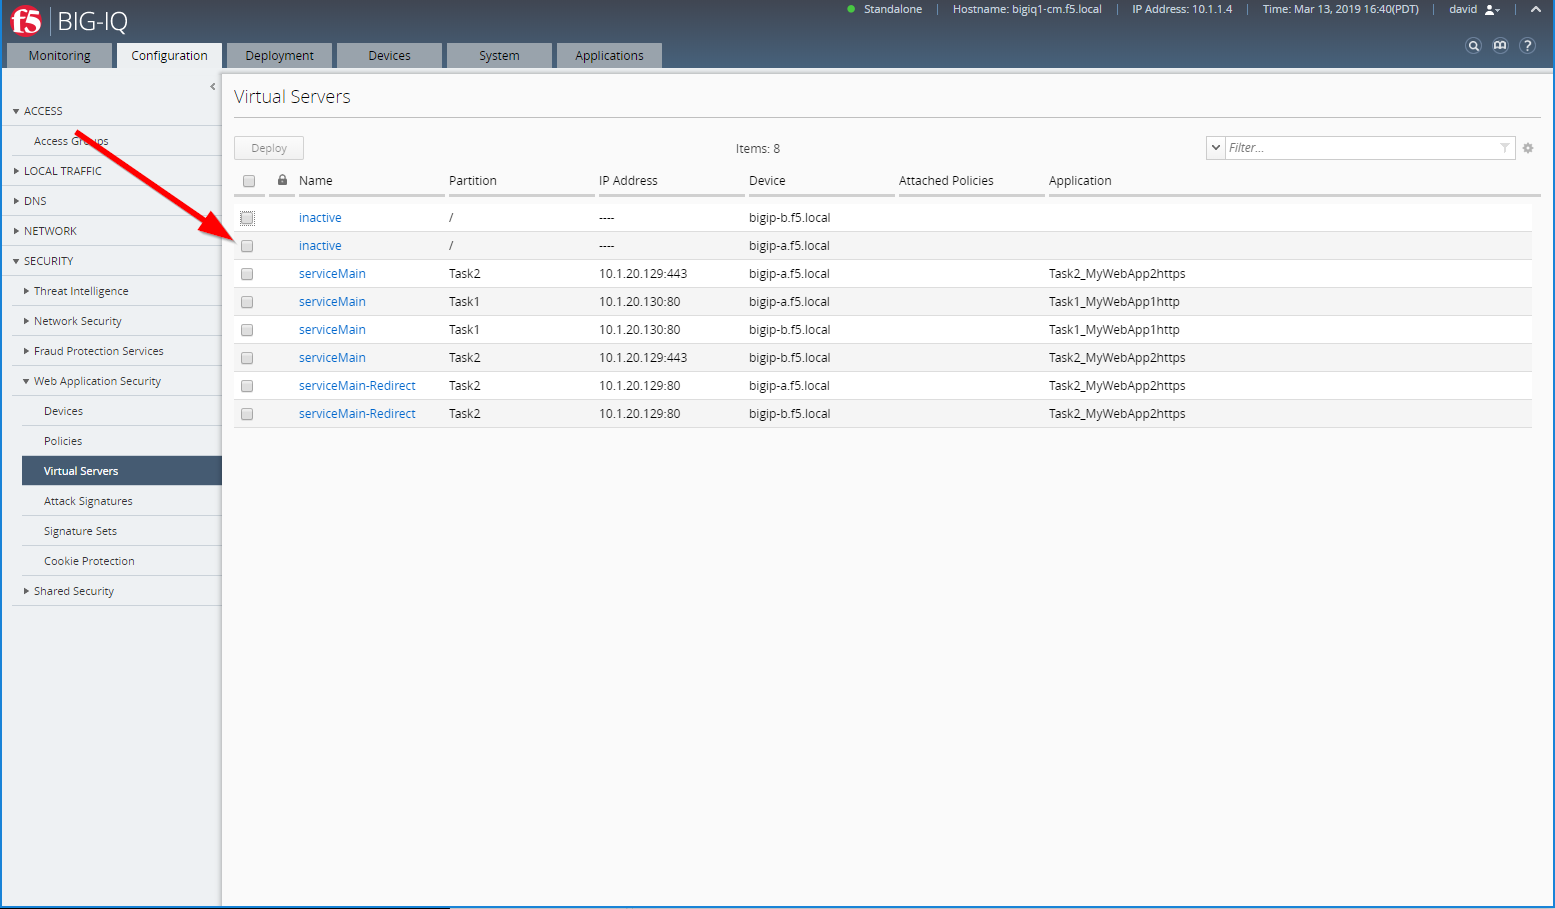 f5 BIG-IQ
Standalone Hostname: bigiq1-cm.f5.local IP Address: 10.1.1.4 Time: Mar 13, 2019 16:40(PDT) david
Monitoring Configuration Deployment Devices System Applications
?
ACCESS
Access Groups
LOCAL TRAFFIC
DNS
NETWORK
SECURITY
Threat Intelligence
Network Security
Fraud Protection Services
Web Application Security
Devices
Policies
Virtual Servers
Attack Signatures
Signature Sets
Cookie Protection
Shared Security
Virtual Servers
Deploy Items: 8 Filter...
Name Partition IP Address Device Attached Policies Application
inactive / ---- bigip-b.f5.local
inactive / ---- bigip-a.f5.local
serviceMain Task2 10.1.20.129:443 bigip-a.f5.local Task2_MyWebApp2https
serviceMain Task1 10.1.20.130:80 bigip-a.f5.local Task1_MyWebApp1http
serviceMain Task1 10.1.20.130:80 bigip-b.f5.local Task1_MyWebApp1http
serviceMain Task2 10.1.20.129:443 bigip-b.f5.local Task2_MyWebApp2https
serviceMain-Redirect Task2 10.1.20.129:80 bigip-a.f5.local Task2_MyWebApp2https
serviceMain-Redirect Task2 10.1.20.129:80 bigip-b.f5.local Task2_MyWebApp2https